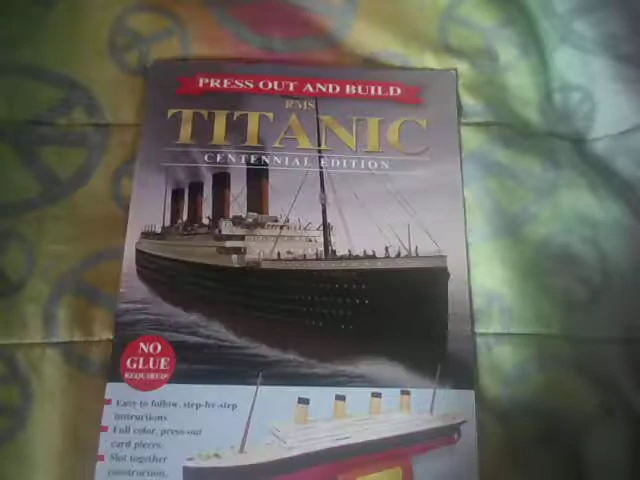 PRESS OUT AND BUILD
RMS
TITANIC
CENTENNIAL EDITION
NO
GLUE
REQUIRED!
Easy to follow, step-by-step
instructions.
Full color, press-out
card pieces.
Slot together
construction.